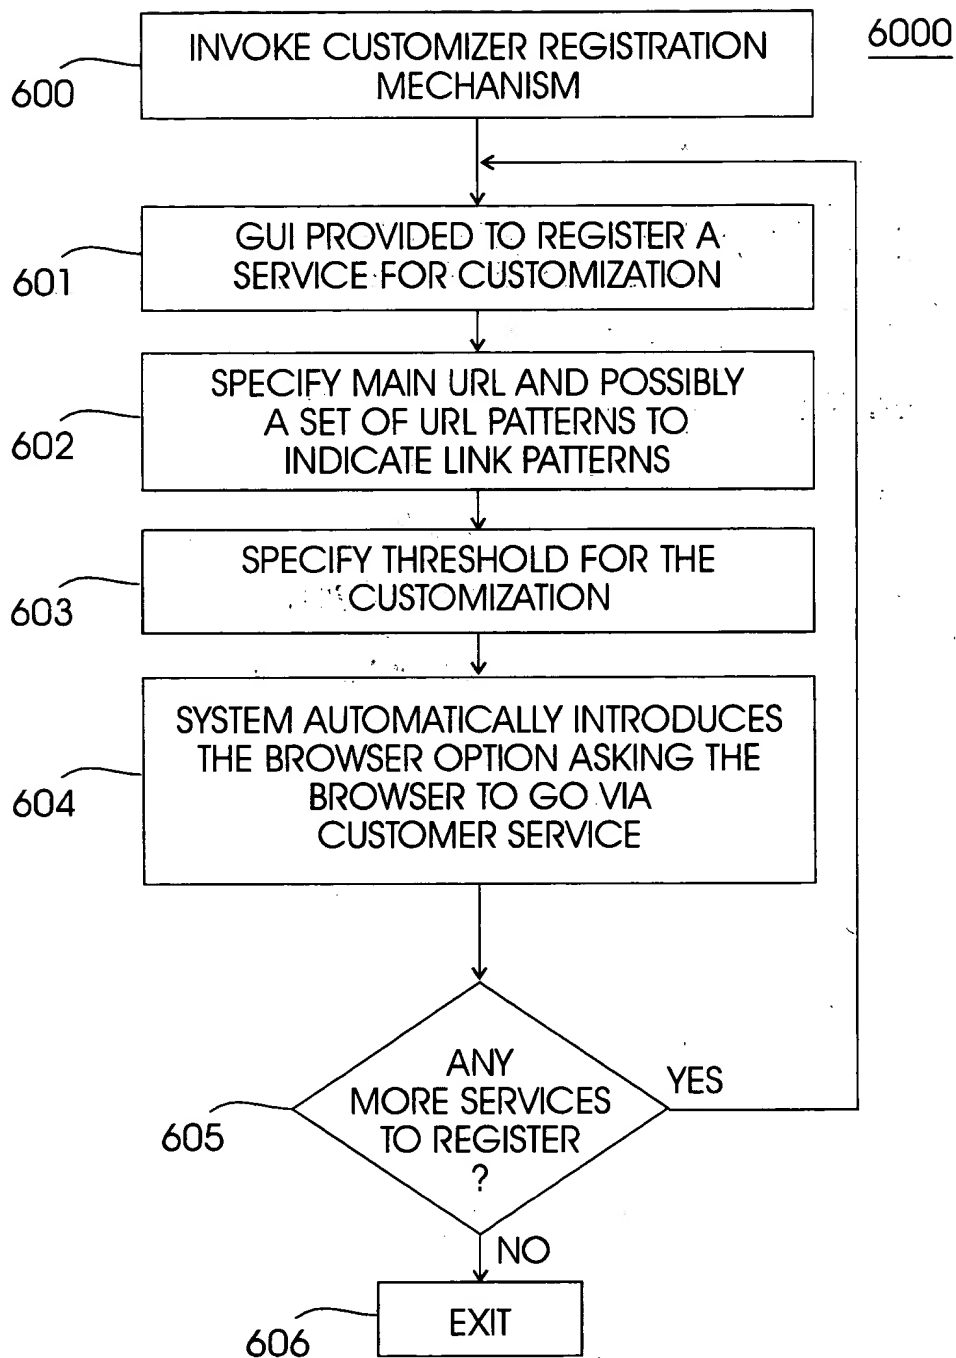 6000
INVOKE CUSTOMIZER REGISTRATION
MECHANISM
600
GUI PROVIDED TO REGISTER A
SERVICE FOR CUSTOMIZATION
601
SPECIFY MAIN URL AND POSSIBLY
A SET OF URL PATTERNS TO
INDICATE LINK PATTERNS
602
SPECIFY THRESHOLD FOR THE
CUSTOMIZATION
603
SYSTEM AUTOMATICALLY INTRODUCES
THE BROWSER OPTION ASKING THE
BROWSER TO GO VIA
CUSTOMER SERVICE
604
ANY
MORE SERVICES
TO REGISTER
?
YES
605
NO
EXIT
606